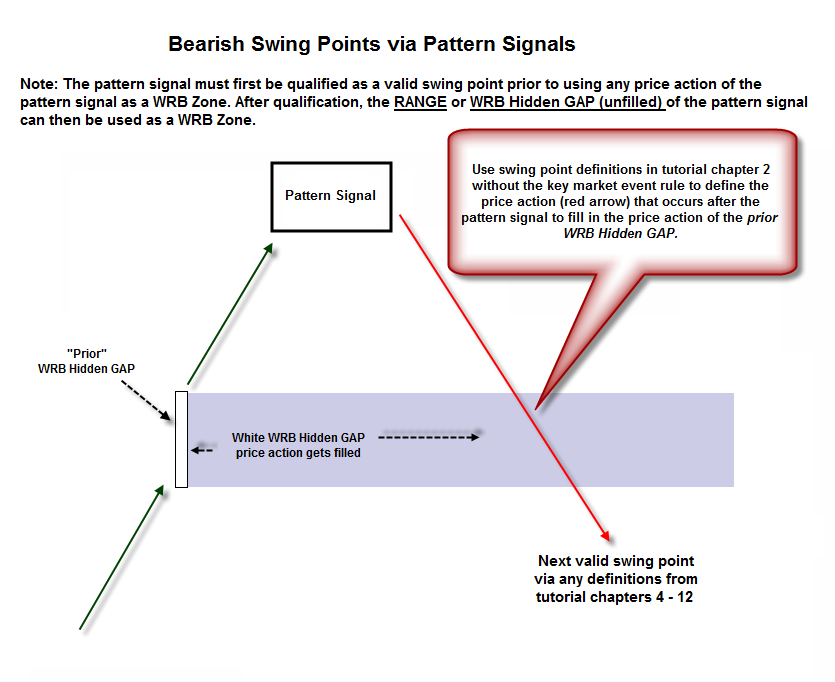 Bearish Swing Points via Pattern Signals
Note: The pattern signal must first be qualified as a valid swing point prior to using any price action of the
pattern signal as a WRB Zone. After qualification, the RANGE or WRB Hidden GAP (unfilled) of the pattern signal
can then be used as a WRB Zone.
Pattern Signal
Use swing point definitions in tutorial chapter 2
without the key market event rule to define the
price action (red arrow) that occurs after the
pattern signal to fill in the price action of the prior
WRB Hidden GAP.
"Prior"
WRB Hidden GAP
White WRB Hidden GAP
price action gets filled
Next valid swing point
via any definitions from
tutorial chapters 4 - 12